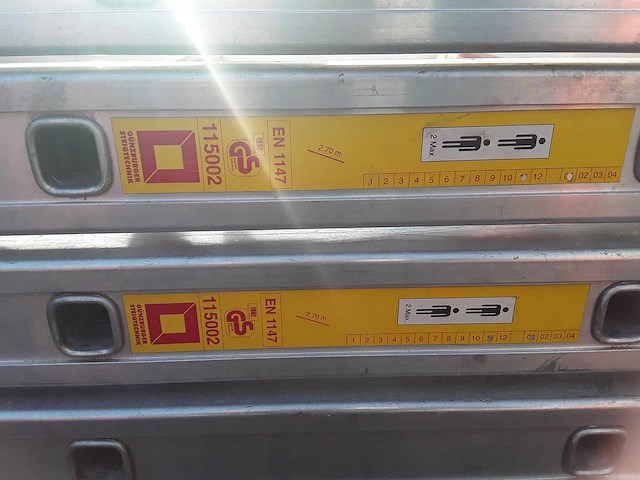 GÜNZBURGER
STEIGTECHNIK
115002
GS
EN 1147
2,70 m
2 Max.
1 2 3 4 5 6 7 8 9 10 12 02 03 04
GÜNZBURGER
STEIGTECHNIK
115002
GS
EN 1147
2,70 m
2 Max.
1 2 3 4 5 6 7 8 9 10 12 02 03 04